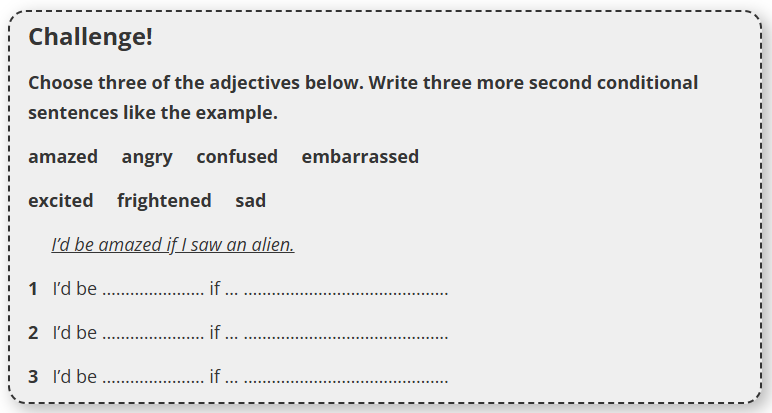 Challenge!
Choose three of the adjectives below. Write three more second conditional
sentences like the example.
amazed angry confused embarrassed
excited frightened sad
I’d be amazed if I saw an alien.
1 I’d be ..................... if ... ..........................................
2 I’d be ..................... if ... ..........................................
3 I’d be ..................... if ... ..........................................